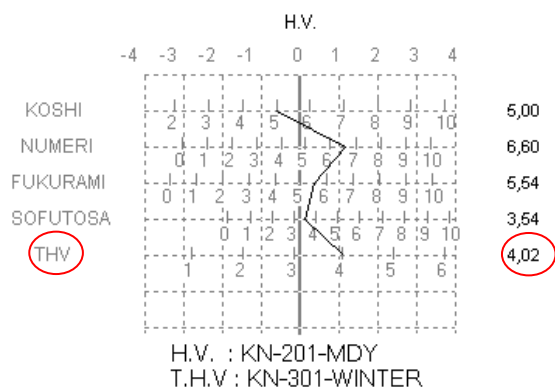 H.V.
-4 -3 -2 -1 0 1 2 3 4
KOSHI 2 3 4 5 6 7 8 9 10 5,00
NUMERI 0 1 2 3 4 5 6 7 8 9 10 6,60
FUKURAMI 0 1 2 3 4 5 6 7 8 9 10 5,54
SOFUTOSA 0 1 2 3 4 5 6 7 8 9 10 3,54
THV 1 2 3 4 5 6 4,02
H.V. : KN-201-MDY
T.H.V : KN-301-WINTER